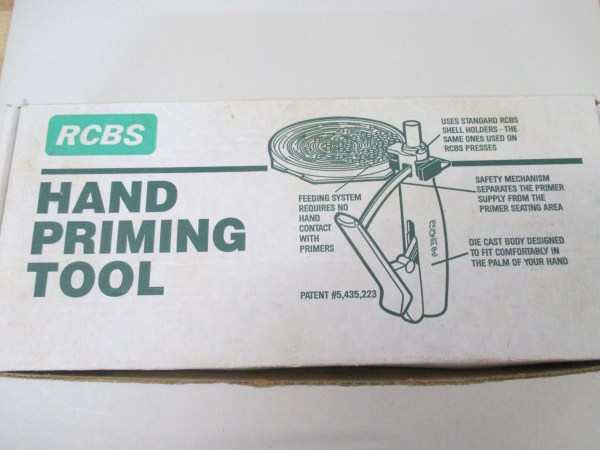 RCBS
HAND
PRIMING
TOOL
USES STANDARD RCBS
SHELL HOLDERS - THE
SAME ONES USED ON
RCBS PRESSES
FEEDING SYSTEM
REQUIRES NO
HAND
CONTACT
WITH
PRIMERS
SAFETY MECHANISM
SEPARATES THE PRIMER
SUPPLY FROM THE
PRIMER SEATING AREA
DIE CAST BODY DESIGNED
TO FIT COMFORTABLY IN
THE PALM OF YOUR HAND
PATENT #5,435,223